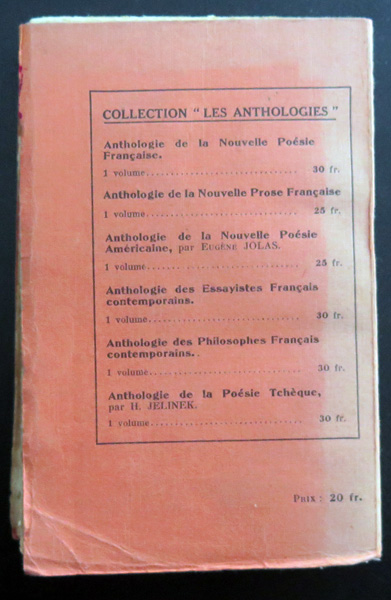 COLLECTION " LES ANTHOLOGIES "
Anthologie de la Nouvelle Poésie
Française.
1 volume.............................. 30 fr.
Anthologie de la Nouvelle Prose Française
1 volume.............................. 25 fr.
Anthologie de la Nouvelle Poésie
Américaine, par EUGÈNE JOLAS.
1 volume.............................. 25 fr.
Anthologie des Essayistes Français
contemporains.
1 volume.............................. 30 fr.
Anthologie des Philosophes Français
contemporains..
1 volume.............................. 30 fr.
Anthologie de la Poésie Tchèque,
par H. JELINEK.
1 volume.............................. 30 fr.
PRIX : 20 fr.